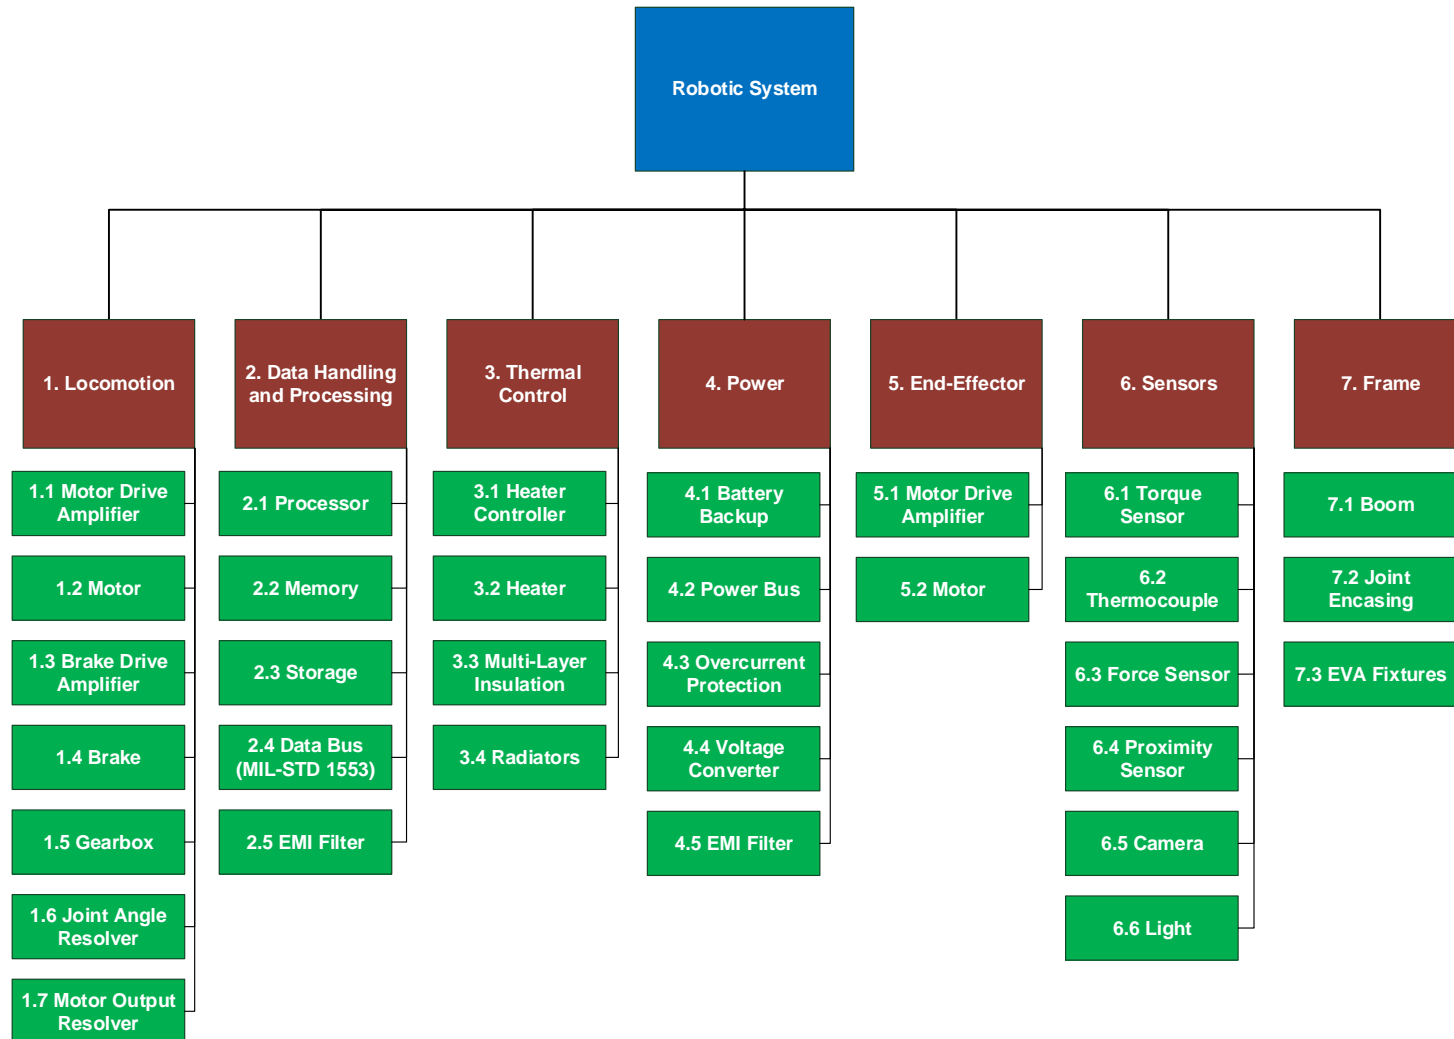 Robotic System
1. Locomotion
2. Data Handling
and Processing
3. Thermal
Control
4. Power
5. End-Effector
6. Sensors
7. Frame
1.1 Motor Drive
Amplifier
1.2 Motor
1.3 Brake Drive
Amplifier
1.4 Brake
1.5 Gearbox
1.6 Joint Angle
Resolver
1.7 Motor Output
Resolver
2.1 Processor
2.2 Memory
2.3 Storage
2.4 Data Bus
(MIL-STD 1553)
2.5 EMI Filter
3.1 Heater
Controller
3.2 Heater
3.3 Multi-Layer
Insulation
3.4 Radiators
4.1 Battery
Backup
4.2 Power Bus
4.3 Overcurrent
Protection
4.4 Voltage
Converter
4.5 EMI Filter
5.1 Motor Drive
Amplifier
5.2 Motor
6.1 Torque
Sensor
6.2
Thermocouple
6.3 Force Sensor
6.4 Proximity
Sensor
6.5 Camera
6.6 Light
7.1 Boom
7.2 Joint
Encasing
7.3 EVA Fixtures